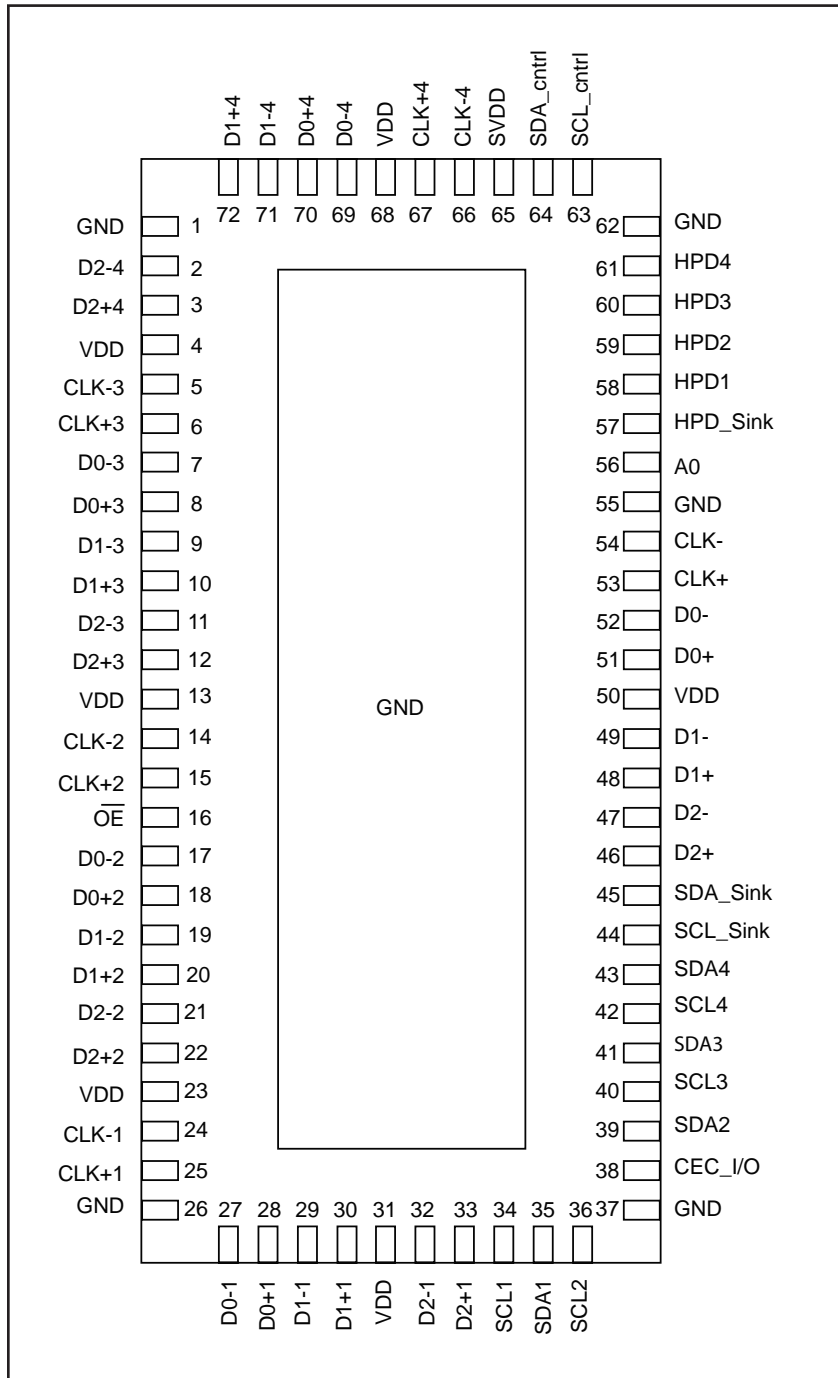 D1+4
D1-4
D0+4
D0-4
VDD
CLK+4
CLK-4
SVDD
SDA_cntrl
SCL_cntrl
72 71 70 69 68 67 66 65 64 63
GND 1
D2-4 2
D2+4 3
VDD 4
CLK-3 5
CLK+3 6
D0-3 7
D0+3 8
D1-3 9
D1+3 10
D2-3 11
D2+3 12
VDD 13
CLK-2 14
CLK+2 15
O̅E̅ 16
D0-2 17
D0+2 18
D1-2 19
D1+2 20
D2-2 21
D2+2 22
VDD 23
CLK-1 24
CLK+1 25
GND 26
GND
62 GND
61 HPD4
60 HPD3
59 HPD2
58 HPD1
57 HPD_Sink
56 A0
55 GND
54 CLK-
53 CLK+
52 D0-
51 D0+
50 VDD
49 D1-
48 D1+
47 D2-
46 D2+
45 SDA_Sink
44 SCL_Sink
43 SDA4
42 SCL4
41 SDA3
40 SCL3
39 SDA2
38 CEC_I/O
37 GND
27 28 29 30 31 32 33 34 35 36
D0-1
D0+1
D1-1
D1+1
VDD
D2-1
D2+1
SCL1
SDA1
SCL2